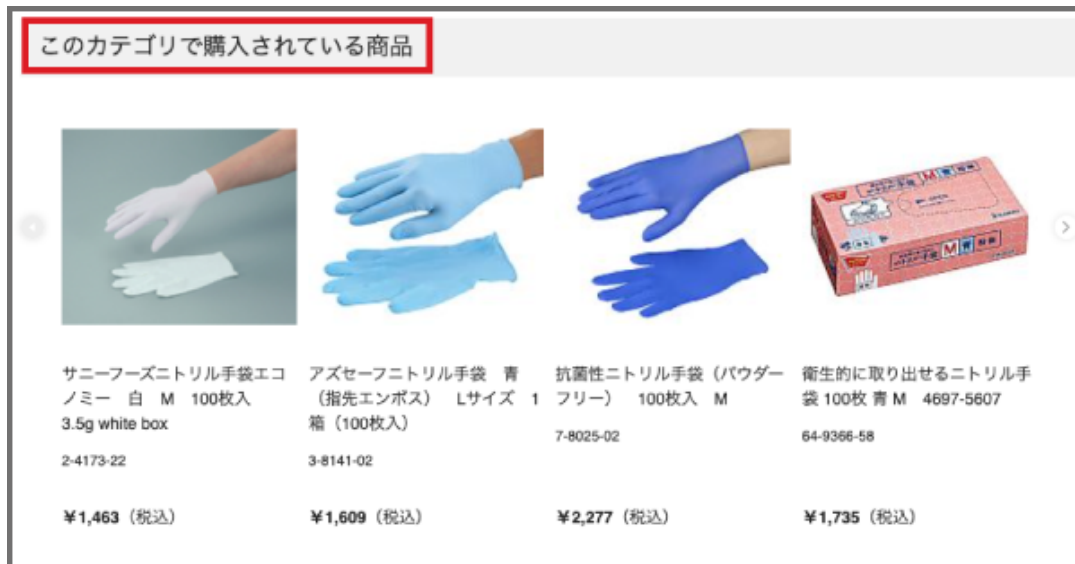 このカテゴリで購入されている商品
サニーフーズニトリル手袋エコ
ノミー　白　M　100枚入
3.5g white box
2-4173-22
￥1,463（税込）
アズセーフニトリル手袋　青
（指先エンボス）　Lサイズ　1
箱（100枚入）
3-8141-02
￥1,609（税込）
抗菌性ニトリル手袋（パウダー
フリー）　100枚入　M
7-8025-02
￥2,277（税込）
衛生的に取り出せるニトリル手
袋 100枚 青 M　4697-5607
64-9366-58
￥1,735（税込）